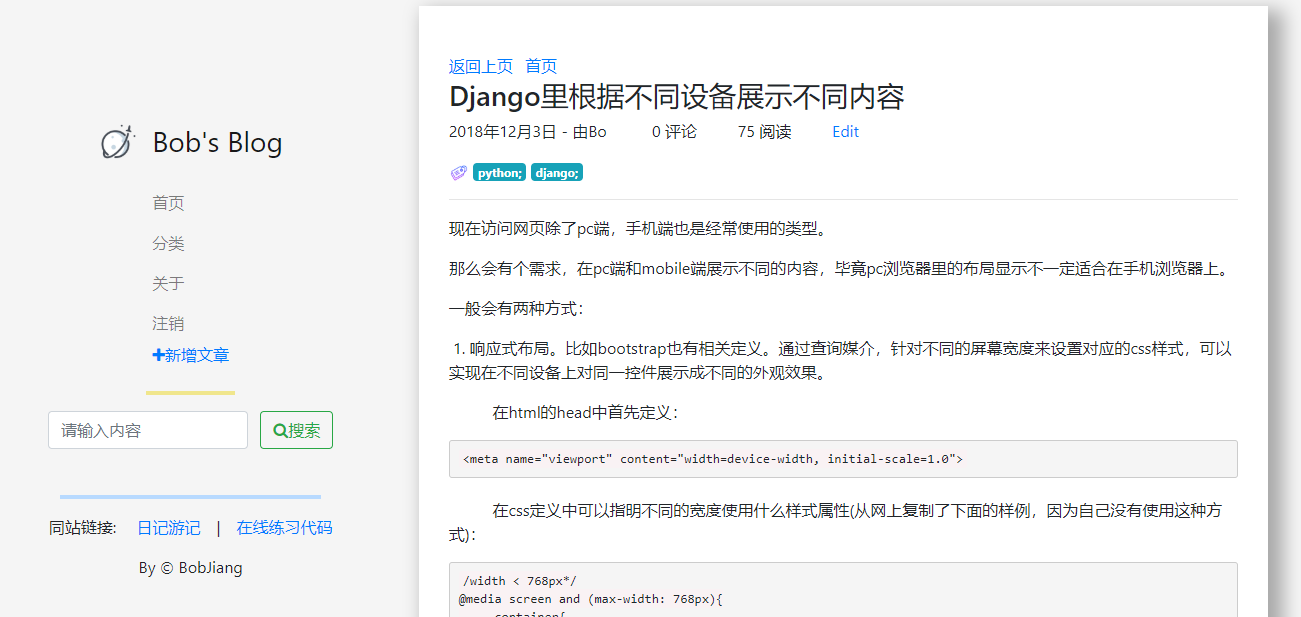 Bob's Blog
首页
分类
关于
注销
新增文章
请输入内容
搜索
同站链接: 日记游记 | 在线练习代码
By © BobJiang
返回上页 首页
Django里根据不同设备展示不同内容
2018年12月3日 - 由Bo 0 评论 75 阅读 Edit
python; django;
现在访问网页除了pc端，手机端也是经常使用的类型。
那么会有个需求，在pc端和mobile端展示不同的内容，毕竟pc浏览器里的布局显示不一定适合在手机浏览器上。
一般会有两种方式：
1. 响应式布局。比如bootstrap也有相关定义。通过查询媒介，针对不同的屏幕宽度来设置对应的css样式，可以
实现在不同设备上对同一控件展示成不同的外观效果。
在html的head中首先定义：
<meta name="viewport" content="width=device-width, initial-scale=1.0">
在css定义中可以指明不同的宽度使用什么样式属性(从网上复制了下面的样例，因为自己没有使用这种方
式)：
/width < 768px*/
@media screen and (max-width: 768px){
container{